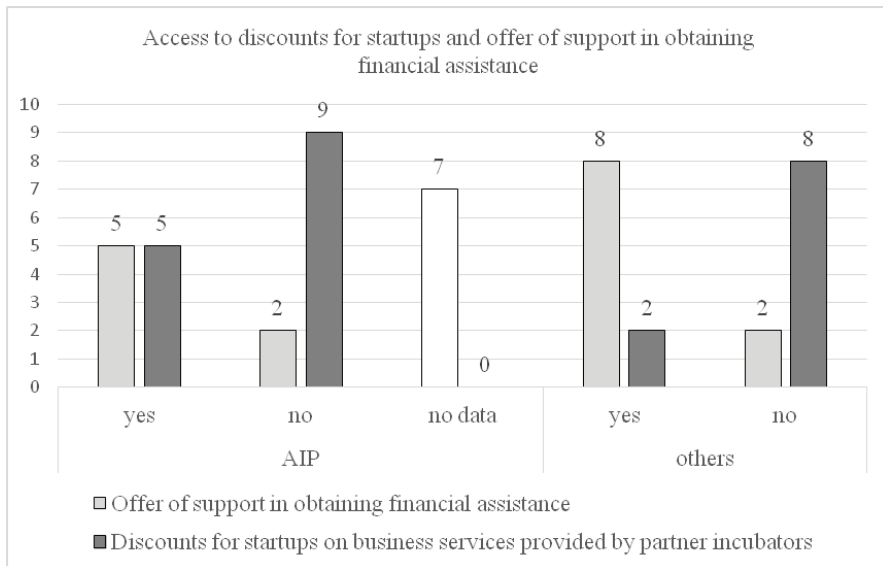 Access to discounts for startups and offer of support in obtaining
financial assistance
10
9
8
7
6
5
4
3
2
1
0
5
5
2
9
7
0
8
2
2
8
yes
no
no data
yes
no
AIP
others
Offer of support in obtaining financial assistance
Discounts for startups on business services provided by partner incubators